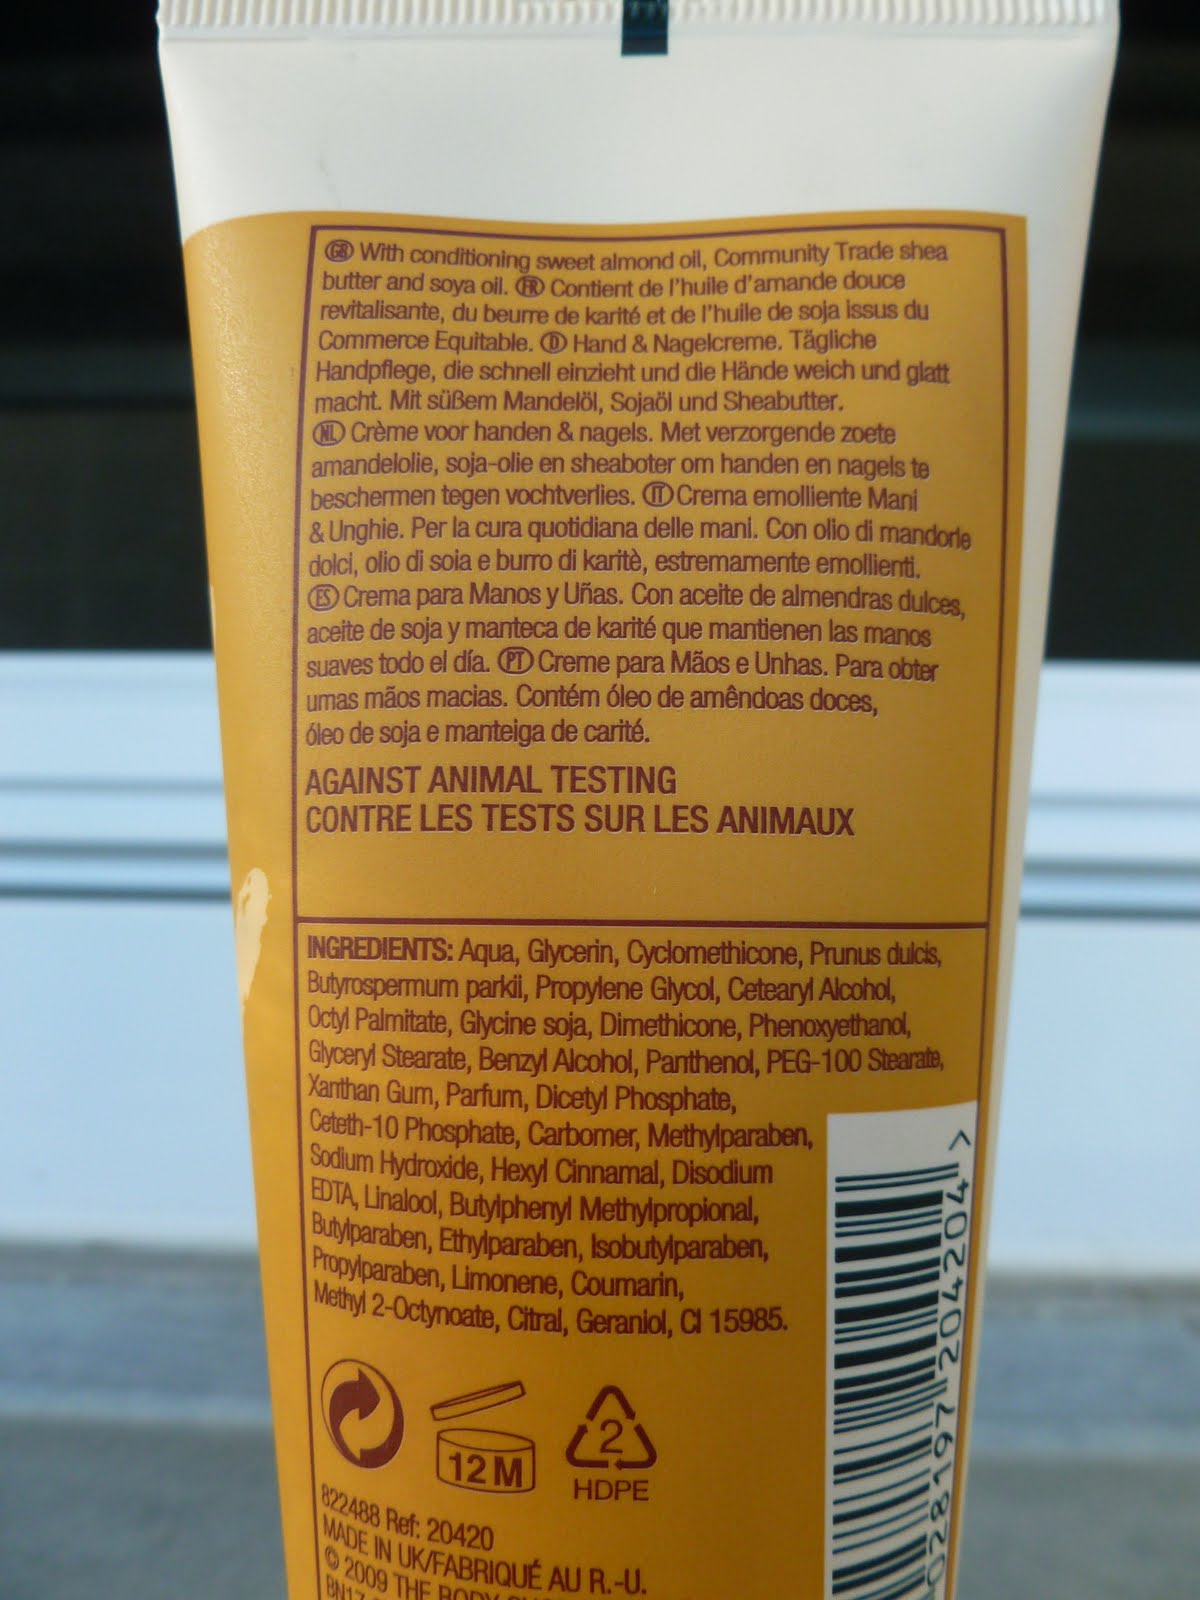 GB With conditioning sweet almond oil, Community Trade shea
butter and soya oil. FR Contient de l'huile d'amande douce
revitalisante, du beurre de karité et de l'huile de soja issus du
Commerce Equitable. D Hand & Nagelcreme. Tägliche
Handpflege, die schnell einzieht und die Hände weich und glatt
macht. Mit süßem Mandelöl, Sojaöl und Sheabutter.
NL Crème voor handen & nagels. Met verzorgende zoete
amandelolie, soja-olie en sheaboter om handen en nagels te
beschermen tegen vochtverlies. IT Crema emolliente Mani
& Unghie. Per la cura quotidiana delle mani. Con olio di mandorle
dolci, olio di soia e burro di karitè, estremamente emollienti.
ES Crema para Manos y Uñas. Con aceite de almendras dulces,
aceite de soja y manteca de karité que mantienen las manos
suaves todo el día. PT Creme para Mãos e Unhas. Para obter
umas mãos macias. Contém óleo de amêndoas doces,
óleo de soja e manteiga de carité.
AGAINST ANIMAL TESTING
CONTRE LES TESTS SUR LES ANIMAUX
INGREDIENTS: Aqua, Glycerin, Cyclomethicone, Prunus dulcis,
Butyrospermum parkii, Propylene Glycol, Cetearyl Alcohol,
Octyl Palmitate, Glycine soja, Dimethicone, Phenoxyethanol,
Glyceryl Stearate, Benzyl Alcohol, Panthenol, PEG-100 Stearate,
Xanthan Gum, Parfum, Dicetyl Phosphate,
Ceteth-10 Phosphate, Carbomer, Methylparaben,
Sodium Hydroxide, Hexyl Cinnamal, Disodium
EDTA, Linalool, Butylphenyl Methylpropional,
Butylparaben, Ethylparaben, Isobutylparaben,
Propylparaben, Limonene, Coumarin,
Methyl 2-Octynoate, Citral, Geraniol, CI 15985.
12M
2
HDPE
822488 Ref: 20420
MADE IN UK/FABRIQUÉ AU R.-U.
© 2009 THE BODY
028197 204204 >